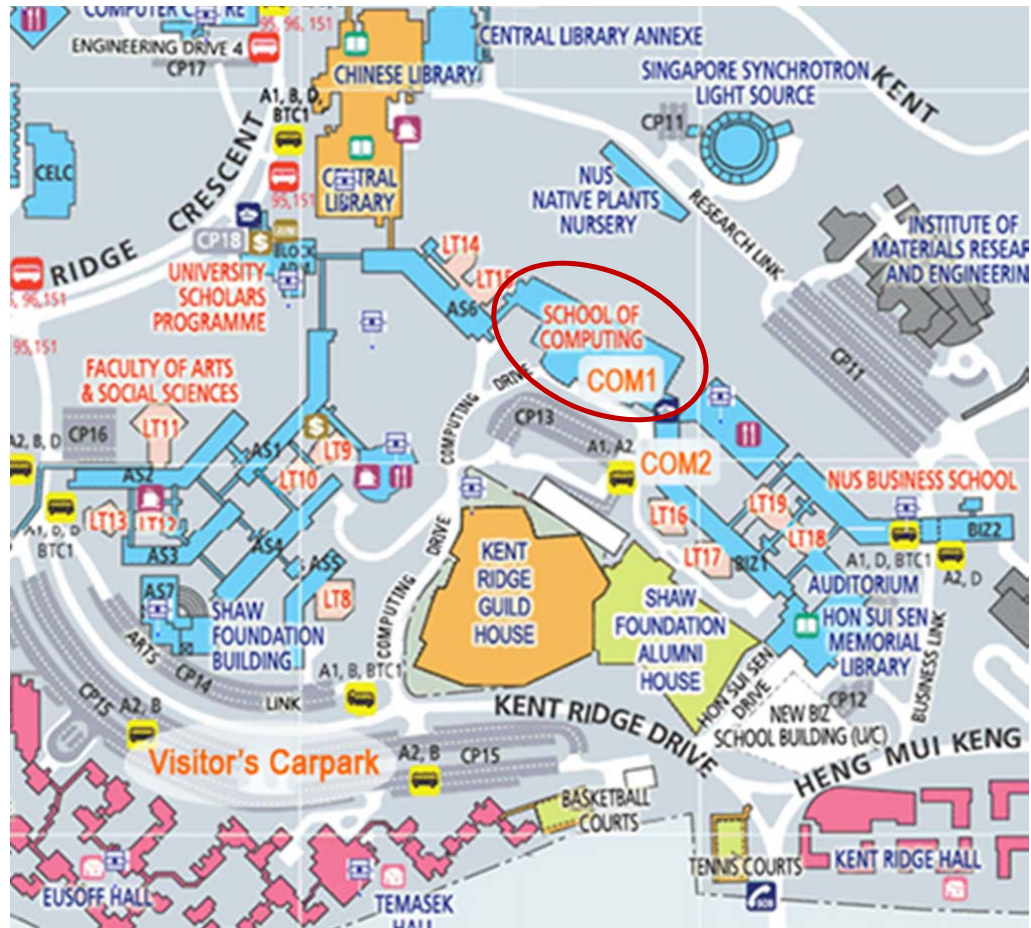 COMPUTER CENTRE
95, 96, 151
ENGINEERING DRIVE 4
CP17
CENTRAL LIBRARY ANNEXE
CHINESE LIBRARY
SINGAPORE SYNCHROTRON
LIGHT SOURCE
KENT
CP11
A1, B, D,
BTC1
CELC
RIDGE CRESCENT
CENTRAL
LIBRARY
95,151
NUS
NATIVE PLANTS
NURSERY
RESEARCH LINK
INSTITUTE OF
MATERIALS RESEAR
AND ENGINEERIN
CP18
BLOCK
UNIVERSITY
SCHOLARS
PROGRAMME
LT14
LT15
AS6
SCHOOL OF
COMPUTING
COM1
96,151
95,151
CP11
FACULTY OF ARTS
& SOCIAL SCIENCES
COMPUTING DRIVE
CP13
CP16
LT11
A1, A2
COM2
A2, B, D
AS1
LT9
AS2
LT10
NUS BUSINESS SCHOOL
A1, D, D
BTC1
LT13
LT12
AS3
AS4
AS5
LT16
LT19
LT18
LT17
BIZ1
BIZ2
A1, D, BTC1
A2, D
KENT
RIDGE
GUILD
HOUSE
COMPUTING DRIVE
AS7
LT8
SHAW
FOUNDATION
BUILDING
SHAW
FOUNDATION
ALUMNI
HOUSE
AUDITORIUM
HON SUI SEN
MEMORIAL
LIBRARY
ARTS LINK
CP14
CP15
A2, B
A1, B, BTC1
KENT RIDGE DRIVE
HON SUI SEN
DRIVE
CP12
BUSINESS LINK
NEW BIZ
SCHOOL BUILDING (U/C)
Visitor's Carpark
A2, B
CP15
HENG MUI KENG
BASKETBALL
COURTS
TENNIS COURTS
KENT RIDGE HALL
EUSOFF HALL
TEMASEK
HALL
SOS